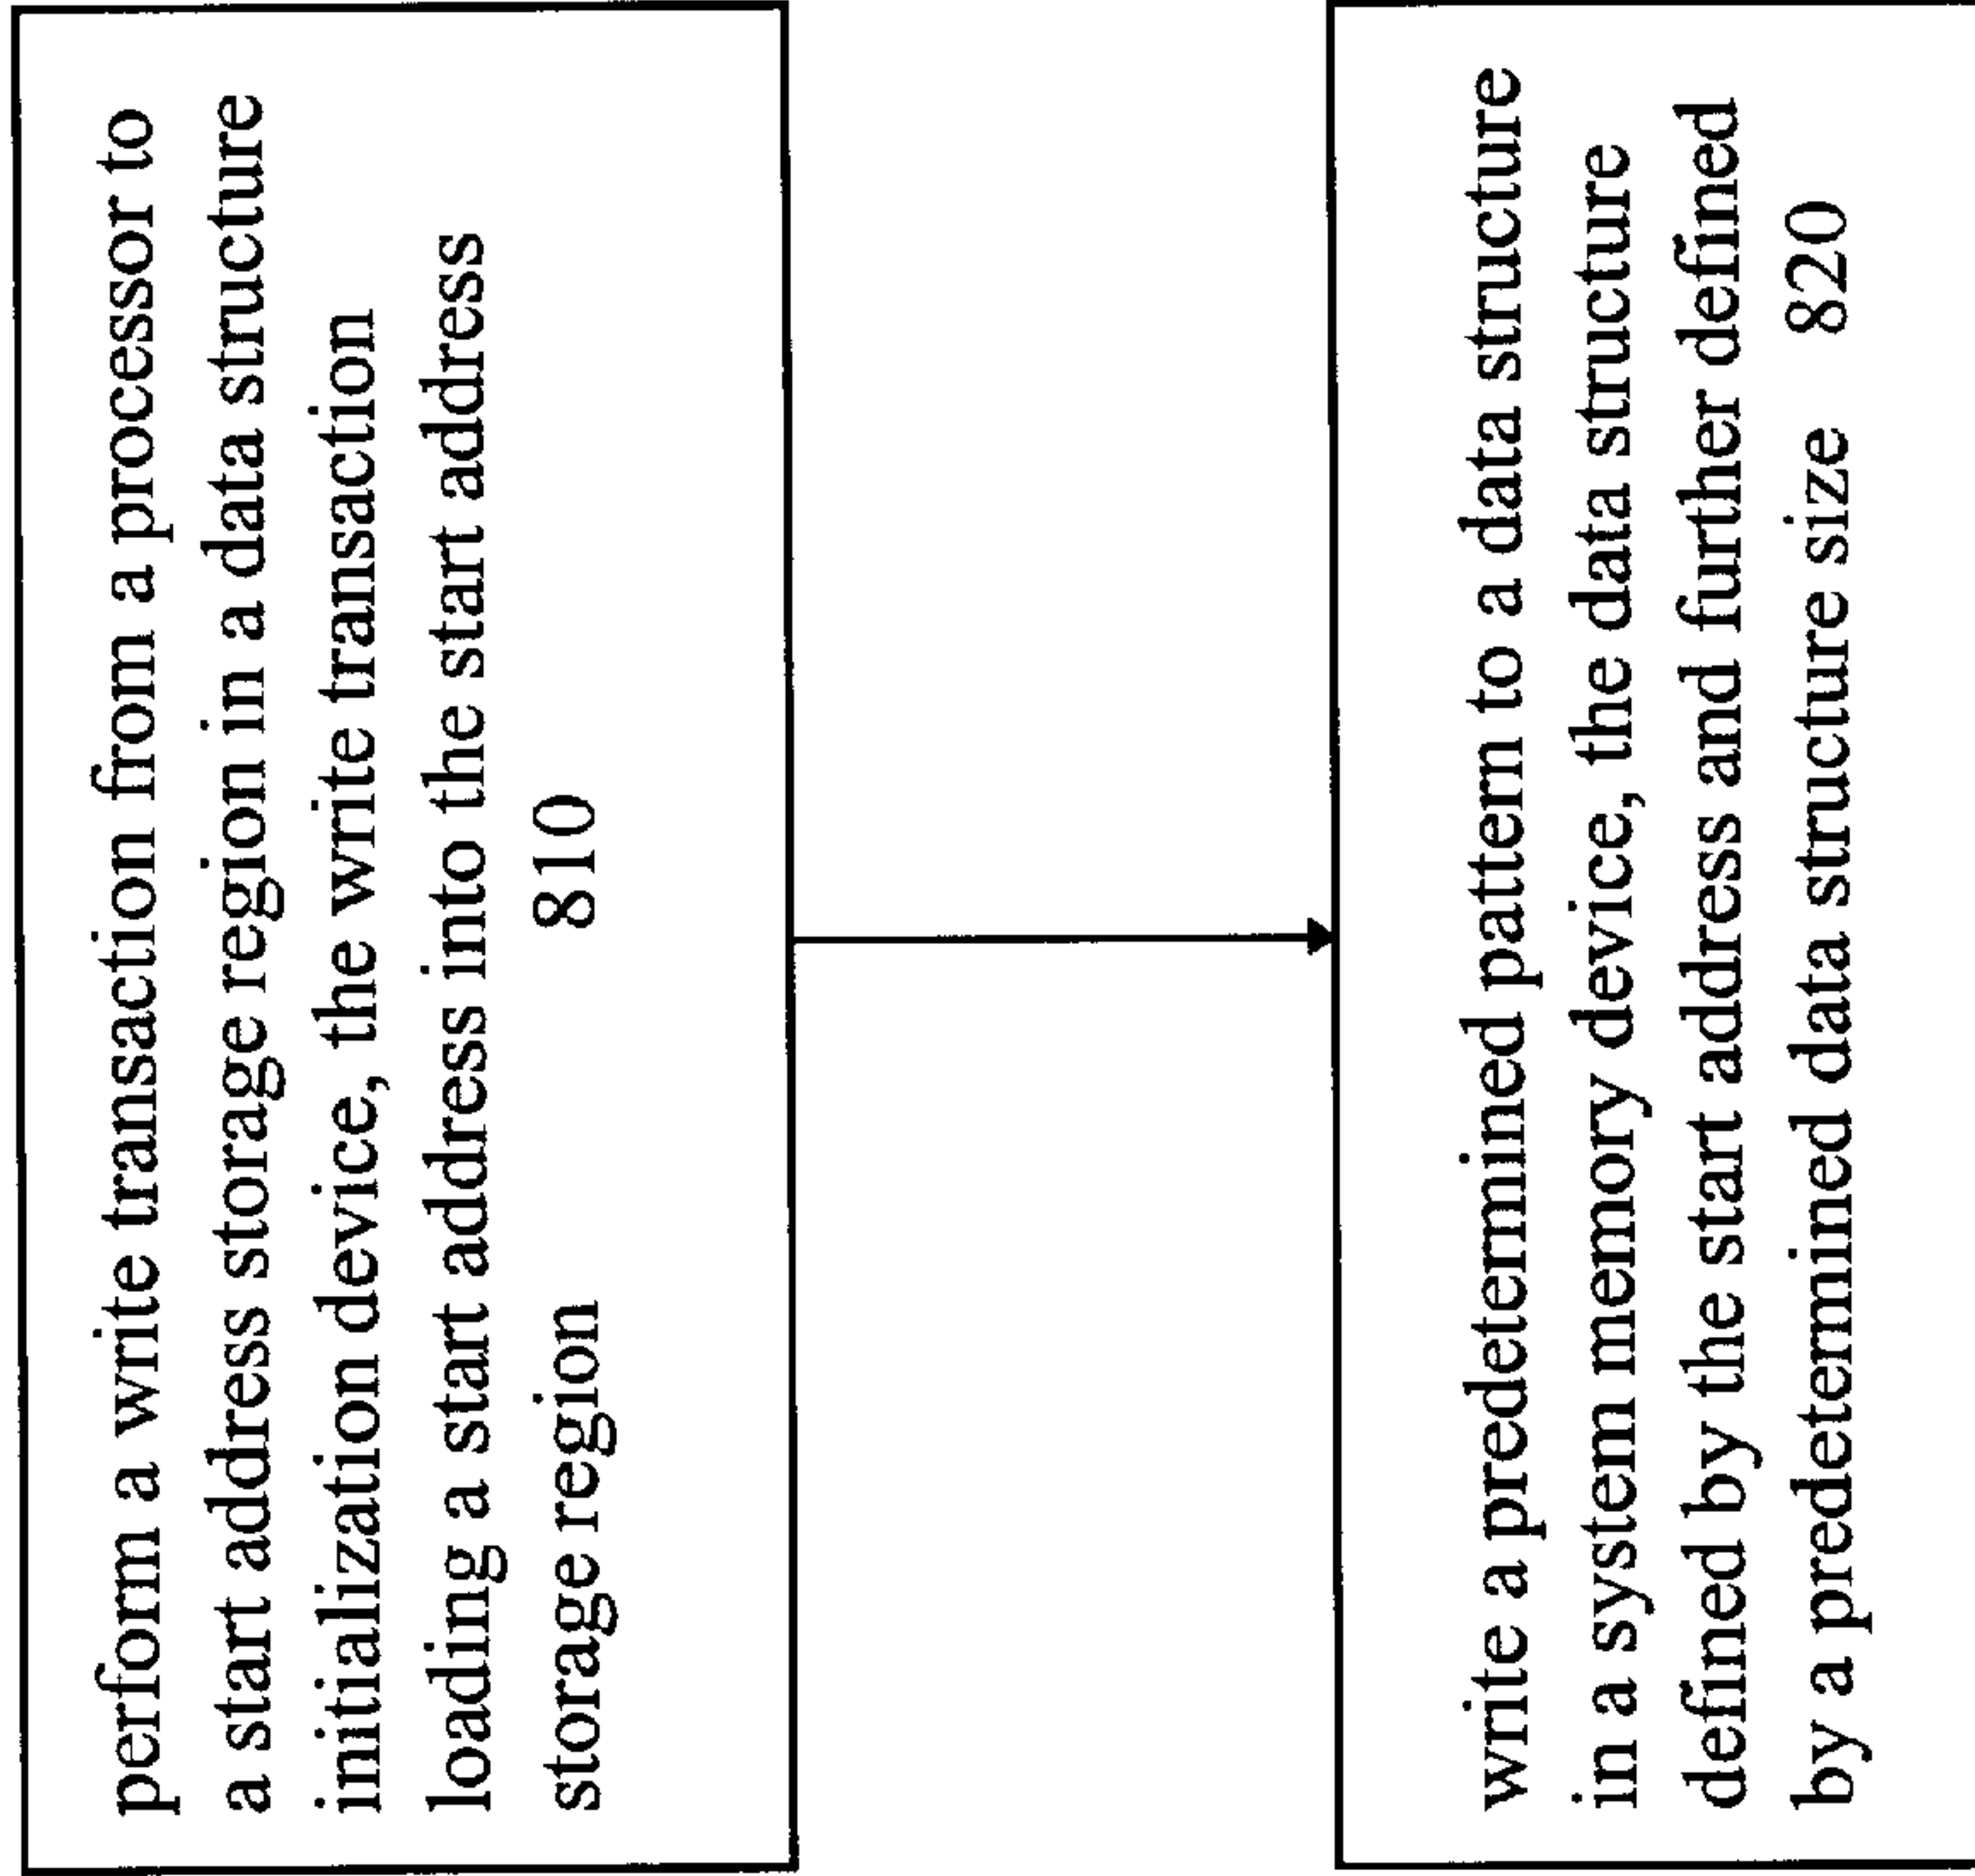 perform a write transaction from a processor to
a start address storage region in a data structure
initialization device, the write transaction
loading a start address into the start address
storage region 810
write a predetermined pattern to a data structure
in a system memory device, the data structure
defined by the start address and further defined
by a predetermined data structure size 820